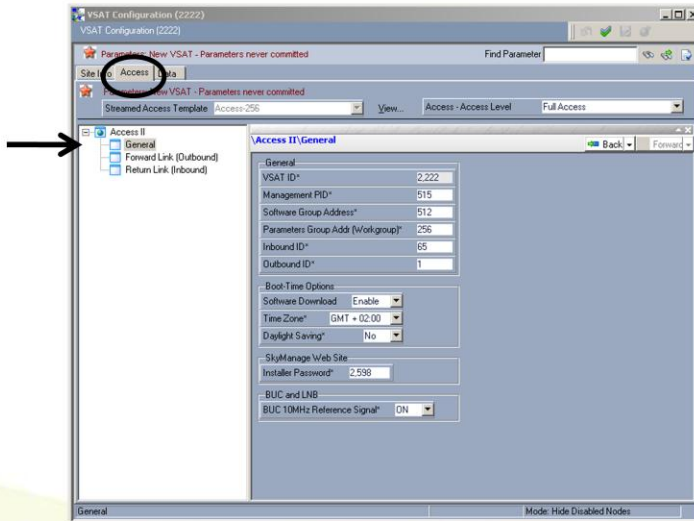 VSAT Configuration (2222)
VSAT Configuration (2222)
Parameters: New VSAT - Parameters never committed
Find Parameter
Site Info Access Data
Parameters: New VSAT - Parameters never committed
Streamed Access Template Access-256 View... Access - Access Level Full Access
Access II
General
Forward Link (Outbound)
Return Link (Inbound)
\Access II\General
Back Forward
General
VSAT ID* 2,222
Management PID* 515
Software Group Address* 512
Parameters Group Addr (Workgroup)* 256
Inbound ID* 65
Outbound ID* 1
Boot-Time Options
Software Download Enable
Time Zone* GMT + 02:00
Daylight Saving* No
SkyManage Web Site
Installer Password* 2,598
BUC and LNB
BUC 10MHz Reference Signal* ON
General Mode: Hide Disabled Nodes